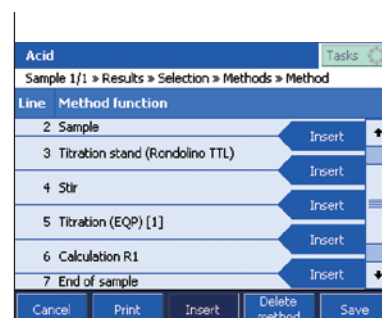 Acid Tasks
Sample 1/1 » Results » Selection » Methods » Method
Line Method function
2 Sample
Insert
3 Titration stand (Rondolino TTL)
Insert
4 Stir
Insert
5 Titration (EQP) [1]
Insert
6 Calculation R1
Insert
7 End of sample
Cancel Print Insert Delete method Save